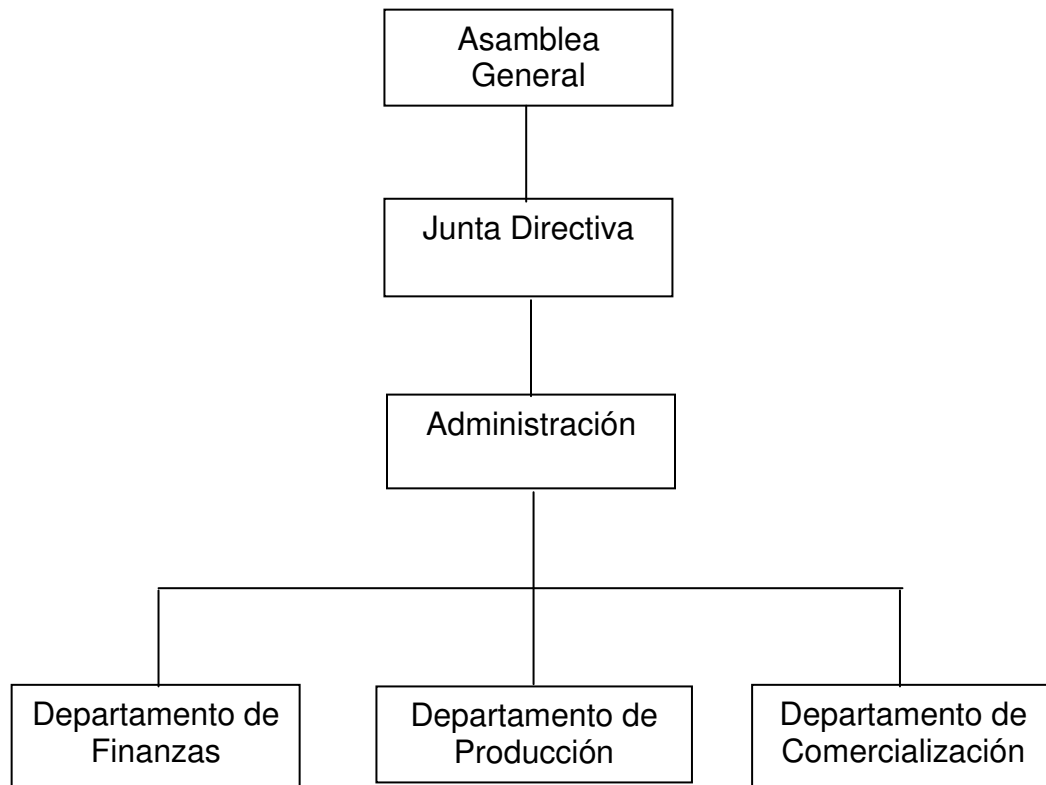 Asamblea
General
Junta Directiva
Administración
Departamento de
Finanzas
Departamento de
Producción
Departamento de
Comercialización